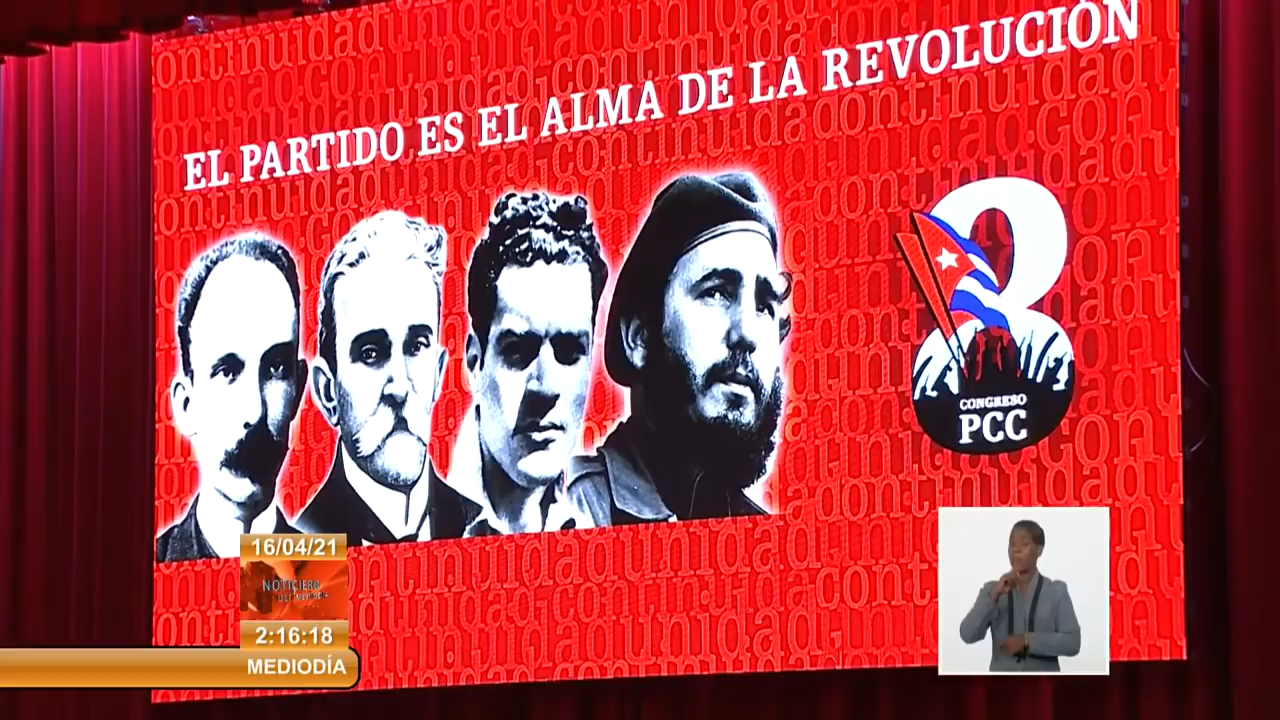 EL PARTIDO ES EL ALMA DE LA REVOLUCIÓN
8
CONGRESO
PCC
continuidad
16/04/21
NOTICIERO
2:16:18
MEDIODÍA